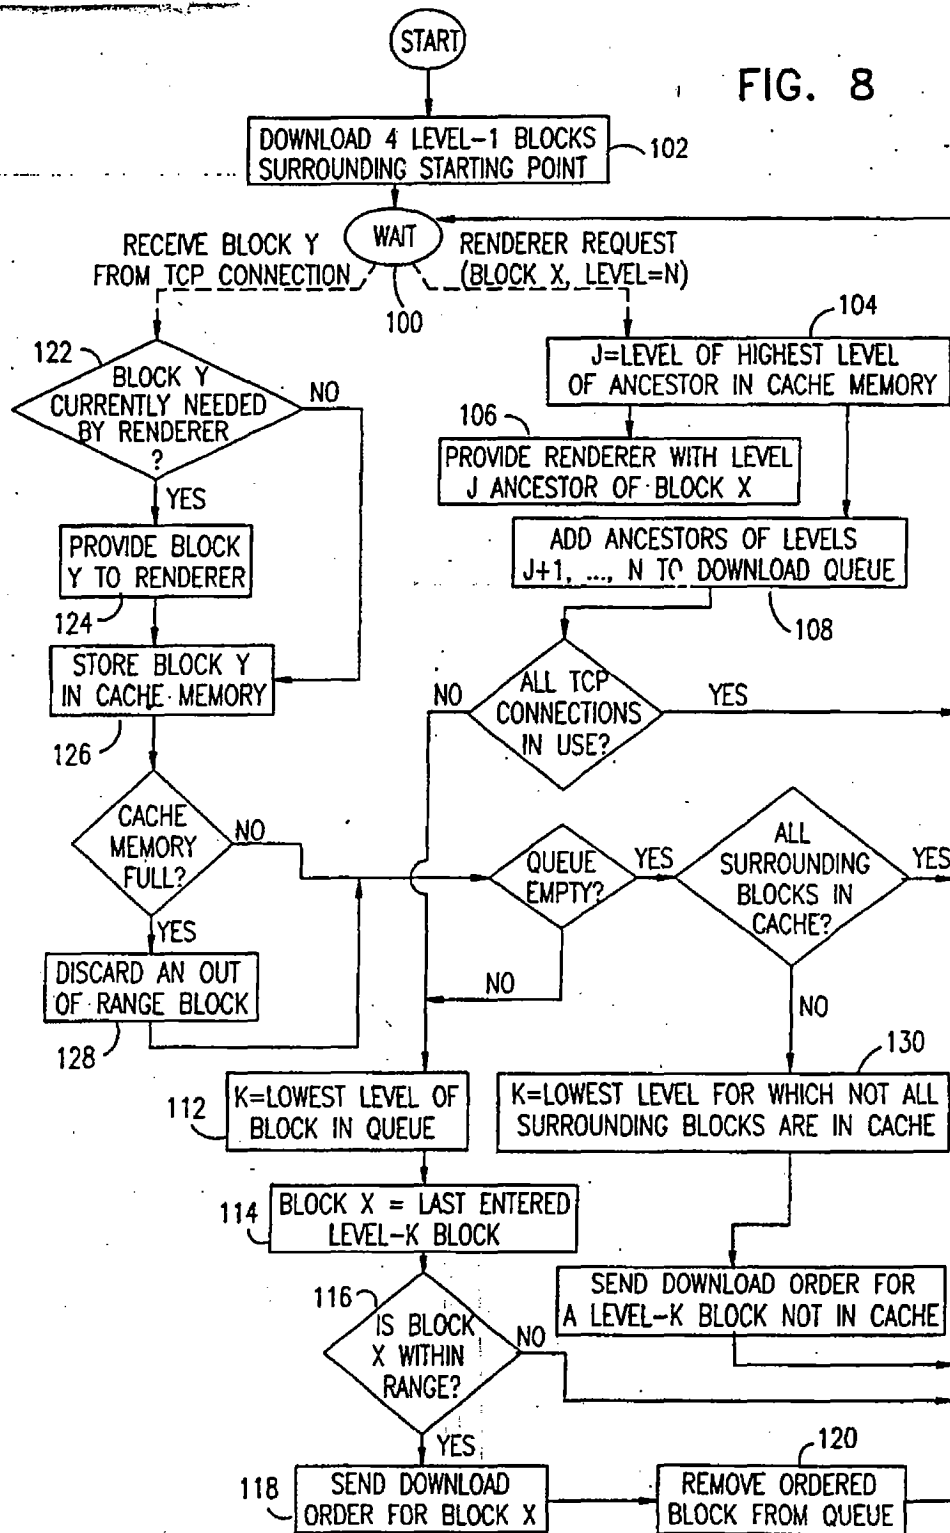 START
FIG. 8
DOWNLOAD 4 LEVEL-1 BLOCKS
SURROUNDING STARTING POINT
102
WAIT
RECEIVE BLOCK Y
FROM TCP CONNECTION
RENDERER REQUEST
(BLOCK X, LEVEL=N)
100
104
122
J=LEVEL OF HIGHEST LEVEL
OF ANCESTOR IN CACHE MEMORY
BLOCK Y
CURRENTLY NEEDED
BY RENDERER
?
NO
106
PROVIDE RENDERER WITH LEVEL
J ANCESTOR OF BLOCK X
YES
PROVIDE BLOCK
Y TO RENDERER
124
ADD ANCESTORS OF LEVELS
J+1, ..., N TO DOWNLOAD QUEUE
108
STORE BLOCK Y
IN CACHE MEMORY
126
NO
ALL TCP
CONNECTIONS
IN USE?
YES
CACHE
MEMORY
FULL?
NO
QUEUE
EMPTY?
YES
ALL
SURROUNDING
BLOCKS IN
CACHE?
YES
YES
DISCARD AN OUT
OF RANGE BLOCK
128
NO
NO
130
112
K=LOWEST LEVEL OF
BLOCK IN QUEUE
K=LOWEST LEVEL FOR WHICH NOT ALL
SURROUNDING BLOCKS ARE IN CACHE
114
BLOCK X = LAST ENTERED
LEVEL-K BLOCK
116
IS BLOCK
X WITHIN
RANGE?
NO
SEND DOWNLOAD ORDER FOR
A LEVEL-K BLOCK NOT IN CACHE
YES
118
SEND DOWNLOAD
ORDER FOR BLOCK X
120
REMOVE ORDERED
BLOCK FROM QUEUE